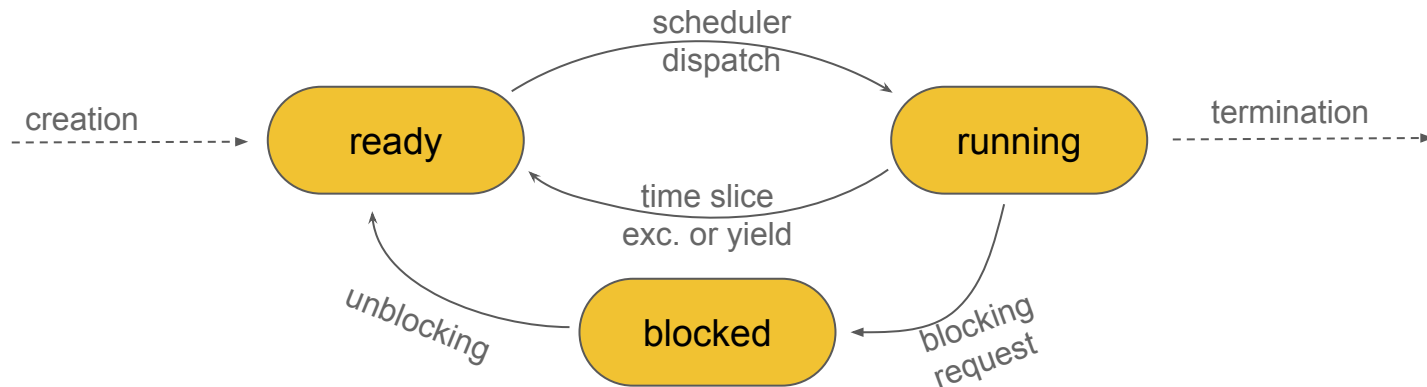 scheduler
dispatch
creation
ready
running
termination
time slice
exc. or yield
unblocking
blocked
blocking
request